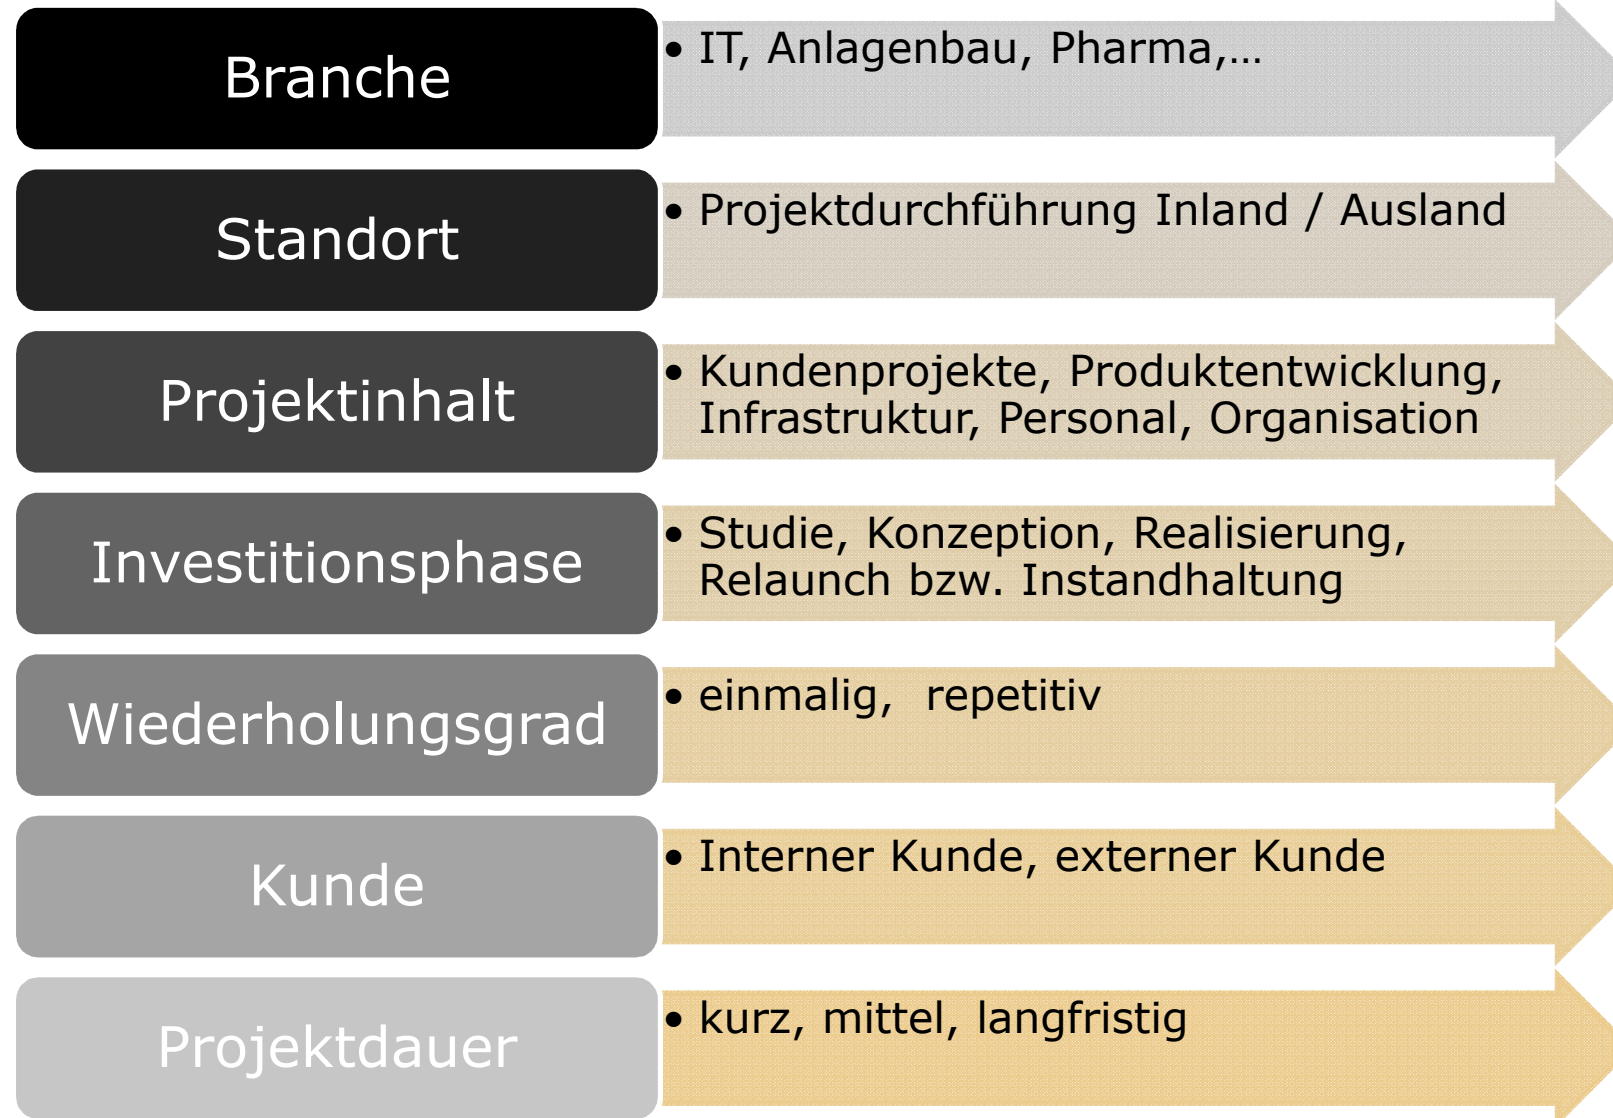 Branche
• IT, Anlagenbau, Pharma,…
Standort
• Projektdurchführung Inland / Ausland
Projektinhalt
• Kundenprojekte, Produktentwicklung,
Infrastruktur, Personal, Organisation
Investitionsphase
• Studie, Konzeption, Realisierung,
Relaunch bzw. Instandhaltung
Wiederholungsgrad
• einmalig,  repetitiv
Kunde
• Interner Kunde, externer Kunde
Projektdauer
• kurz, mittel, langfristig